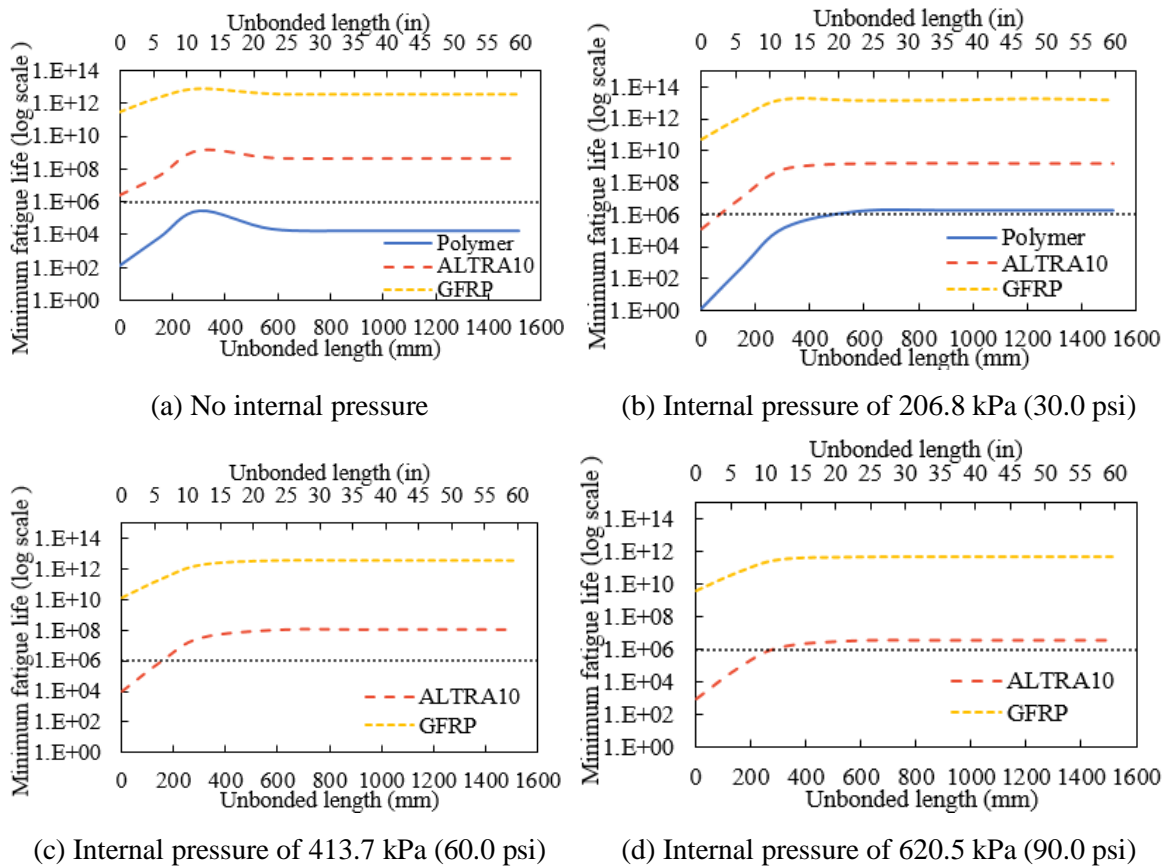 Unbonded length (in)
0 5 10 12 15 20 23 25 28 30 35 40 45 50 55 60
Minimum fatigue life (log scale)
1.E+14
1.E+12
1.E+10
1.E+08
1.E+06
1.E+04
1.E+02
1.E+00
Polymer
ALTRA10
GFRP
0 200 400 600 800 1000 1200 1400 1600
Unbonded length (mm)
(a) No internal pressure
Unbonded length (in)
0 5 10 15 20 25 30 35 40 45 50 55 60
Minimum fatigue life (log scale )
1.E+14
1.E+12
1.E+10
1.E+08
1.E+06
1.E+04
1.E+02
1.E+00
Polymer
ALTRA10
GFRP
0 200 400 600 800 1000 1200 1400 1600
Unbonded length (mm)
(b) Internal pressure of 206.8 kPa (30.0 psi)
Unbonded length (in)
0 5 10 15 20 25 30 35 40 45 50 55 60
Minimum fatigue life (log scale )
1.E+14
1.E+12
1.E+10
1.E+08
1.E+06
1.E+04
1.E+02
1.E+00
ALTRA10
GFRP
0 200 400 600 800 1000 1200 1400 1600
Unbonded length (mm)
(c) Internal pressure of 413.7 kPa (60.0 psi)
Unbonded length (in)
0 5 10 15 20 25 30 35 40 45 50 55 60
Minimum fatigue life (log scale )
1.E+14
1.E+12
1.E+10
1.E+08
1.E+06
1.E+04
1.E+02
1.E+00
ALTRA10
GFRP
0 200 400 600 800 1000 1200 1400 1600
Unbonded length (mm)
(d) Internal pressure of 620.5 kPa (90.0 psi)